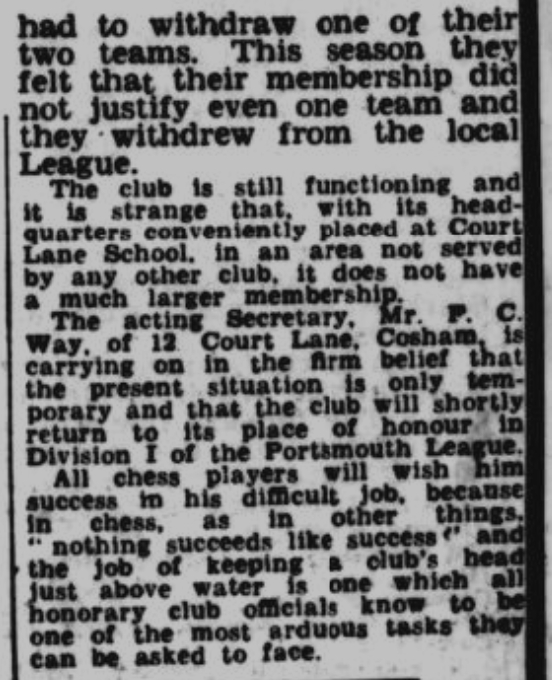 had to withdraw one of their
two teams. This season they
felt that their membership did
not justify even one team and
they withdrew from the local
League.
The club is still functioning and
it is strange that, with its head-
quarters conveniently placed at Court
Lane School, in an area not served
by any other club, it does not have
a much larger membership.
The acting Secretary, Mr. F. C.
Way, of 12 Court Lane, Cosham, is
carrying on in the firm belief that
the present situation is only tem-
porary and that the club will shortly
return to its place of honour in
Division I of the Portsmouth League.
All chess players will wish him
success in his difficult job, because
in chess, as in other things,
" nothing succeeds like success " and
the job of keeping a club's head
just above water is one which all
honorary club officials know to be
one of the most arduous tasks they
can be asked to face.